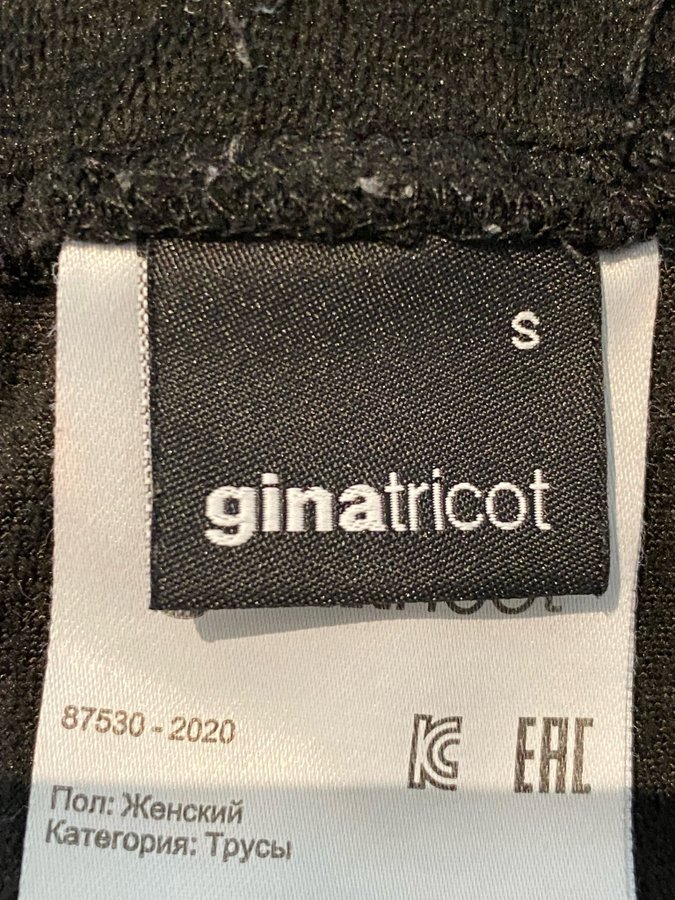 S
ginatricot
87530 - 2020
KC EAC
Пол: Женский
Категория: Трусы